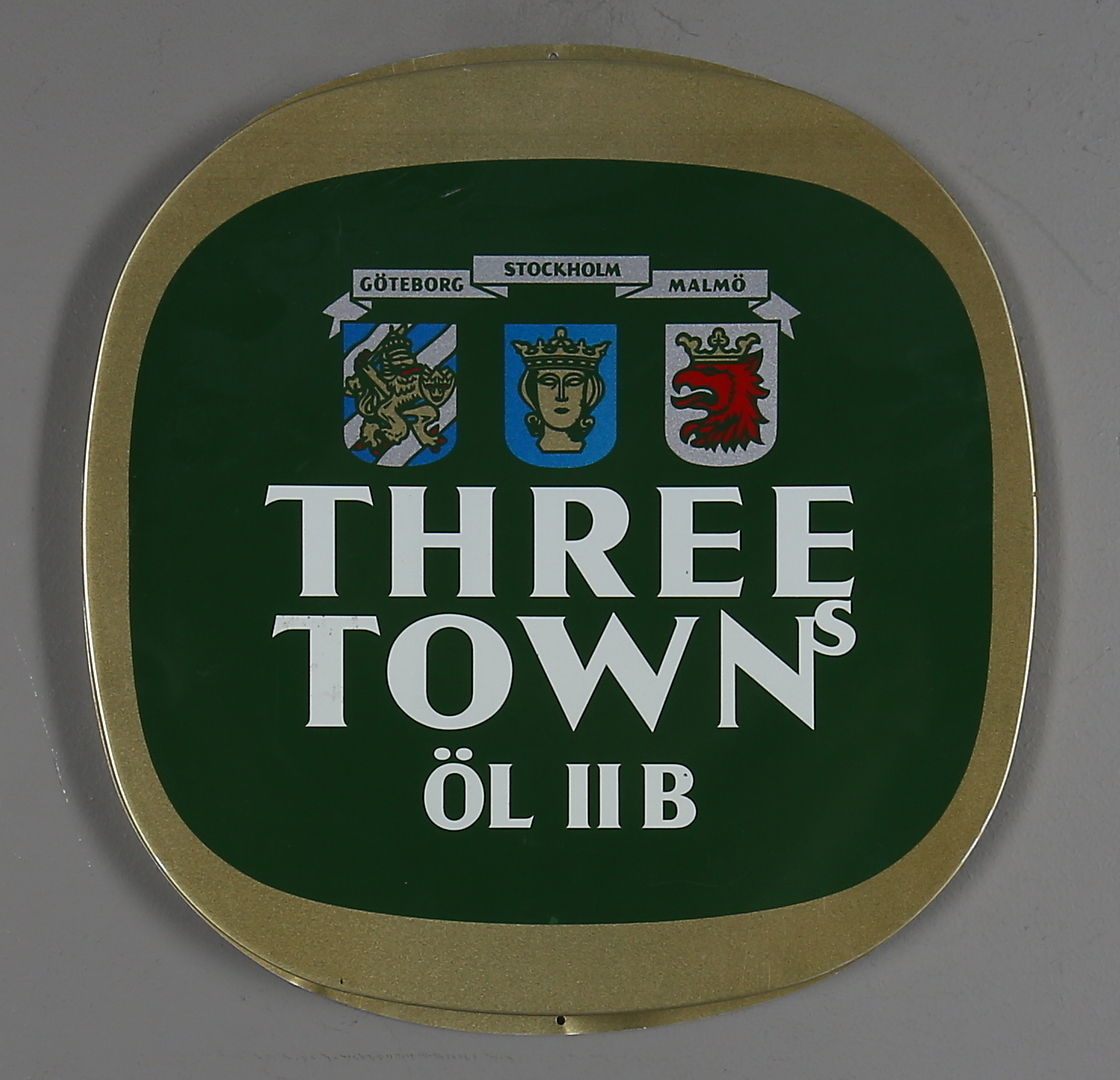 GÖTEBORG STOCKHOLM MALMÖ
THREE
TOWNS
ÖL II B